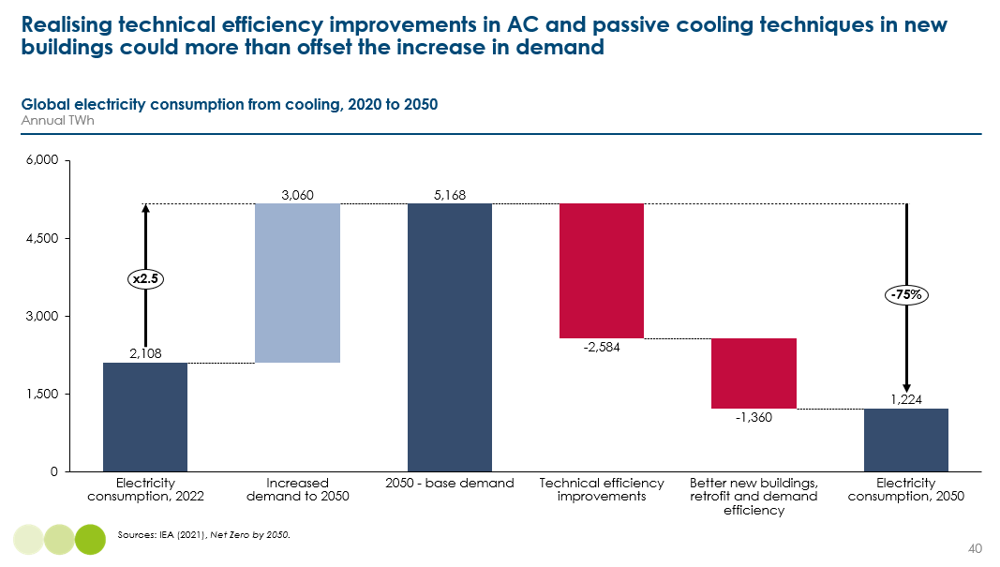 Realising technical efficiency improvements in AC and passive cooling techniques in new
buildings could more than offset the increase in demand
Global electricity consumption from cooling, 2020 to 2050
Annual TWh
6,000
4,500
3,000
1,500
0
x2.5
2,108
3,060
5,168
-2,584
-1,360
-75%
1,224
Electricity
consumption, 2022
Increased
demand to 2050
2050 - base demand
Technical efficiency
improvements
Better new buildings,
retrofit and demand
efficiency
Electricity
consumption, 2050
Sources: IEA (2021), Net Zero by 2050.
40